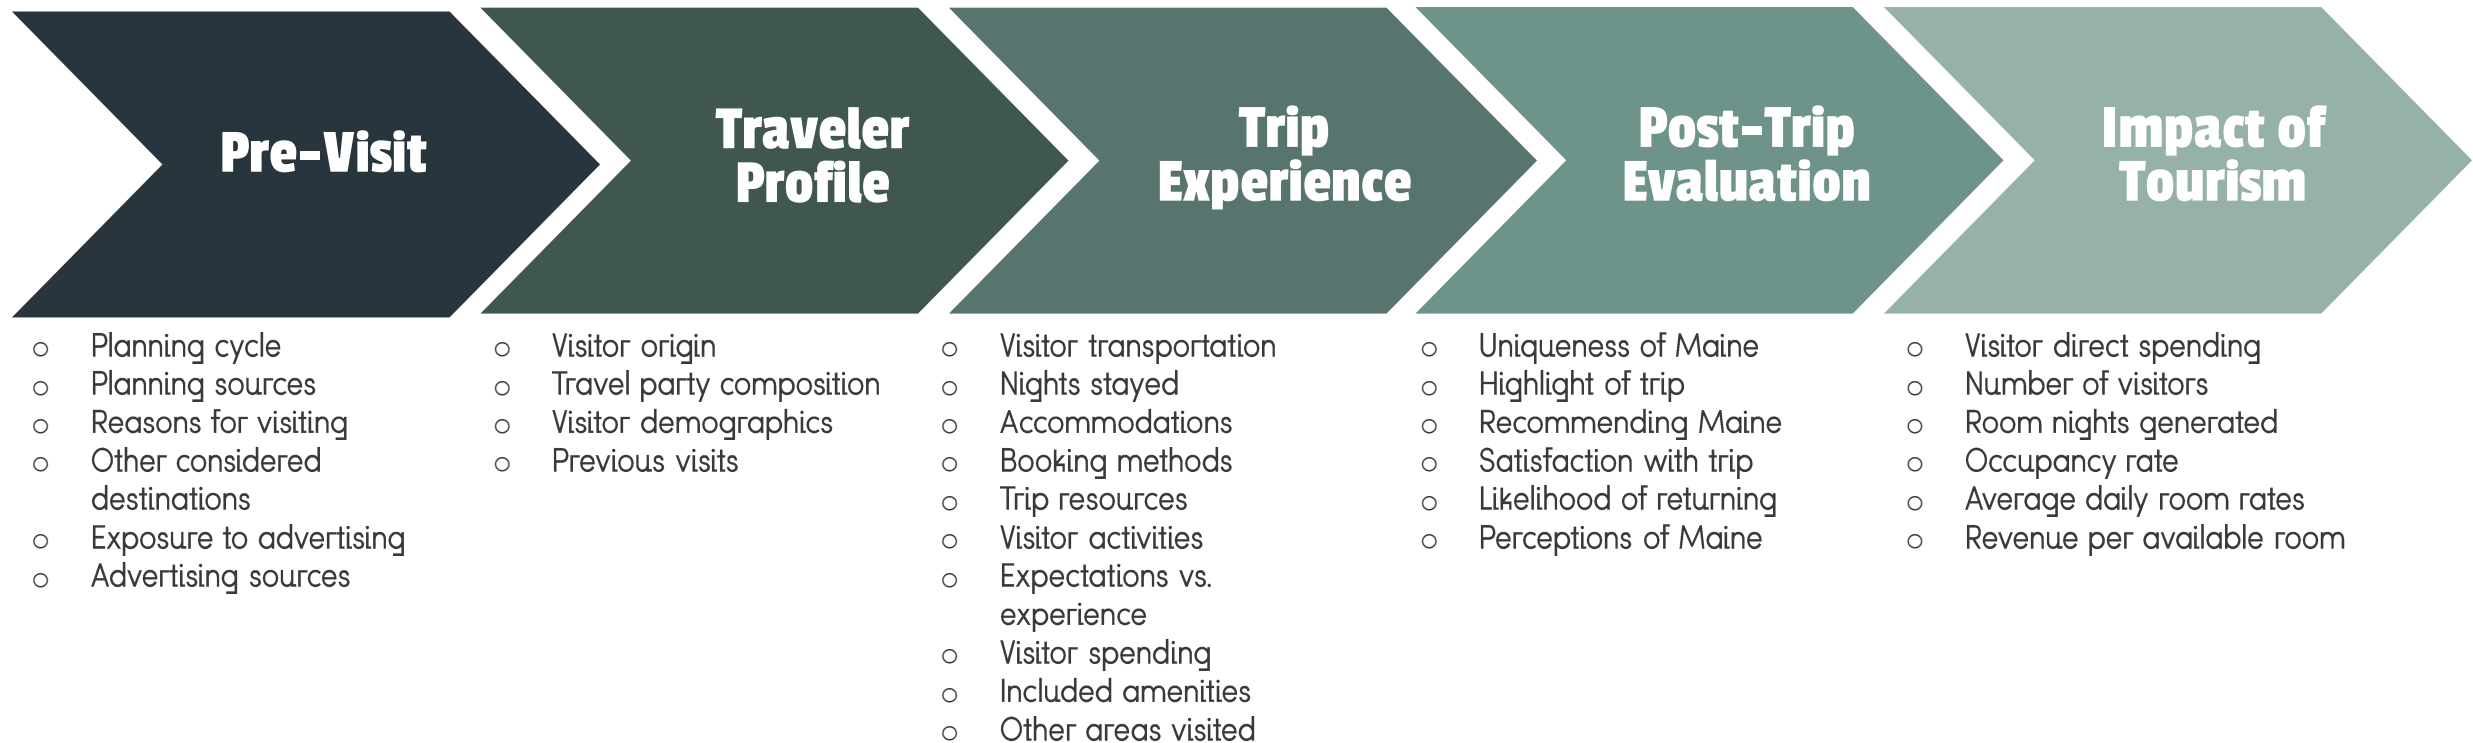 Pre-Visit
Traveler
Profile
Trip
Experience
Post-Trip
Evaluation
Impact of
Tourism
○ Planning cycle
○ Planning sources
○ Reasons for visiting
○ Other considered
destinations
○ Exposure to advertising
○ Advertising sources
○ Visitor origin
○ Travel party composition
○ Visitor demographics
○ Previous visits
○ Visitor transportation
○ Nights stayed
○ Accommodations
○ Booking methods
○ Trip resources
○ Visitor activities
○ Expectations vs.
experience
○ Visitor spending
○ Included amenities
○ Other areas visited
○ Uniqueness of Maine
○ Highlight of trip
○ Recommending Maine
○ Satisfaction with trip
○ Likelihood of returning
○ Perceptions of Maine
○ Visitor direct spending
○ Number of visitors
○ Room nights generated
○ Occupancy rate
○ Average daily room rates
○ Revenue per available room